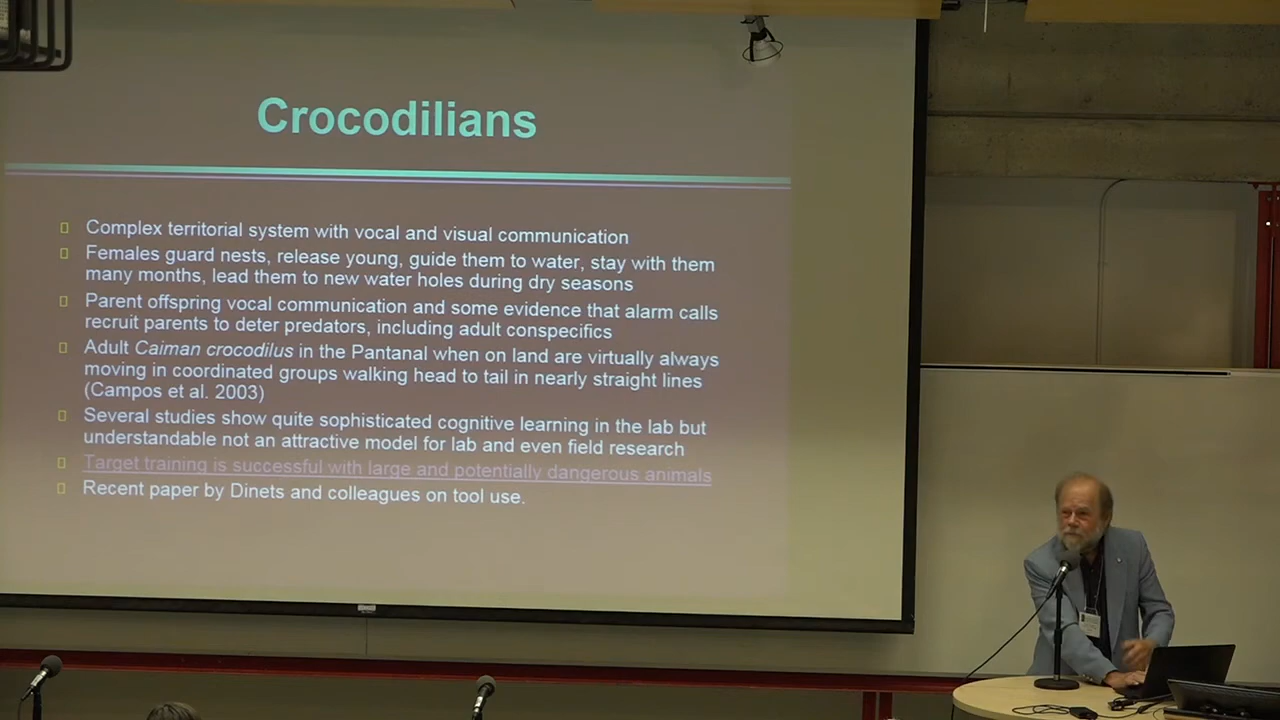 Crocodilians
Complex territorial system with vocal and visual communication
Females guard nests, release young, guide them to water, stay with them
many months, lead them to new water holes during dry seasons
Parent offspring vocal communication and some evidence that alarm calls
recruit parents to deter predators, including adult conspecifics
Adult Caiman crocodilus in the Pantanal when on land are virtually always
moving in coordinated groups walking head to tail in nearly straight lines
(Campos et al. 2003)
Several studies show quite sophisticated cognitive learning in the lab but
understandable not an attractive model for lab and even field research
Target training is successful with large and potentially dangerous animals
Recent paper by Dinets and colleagues on tool use.